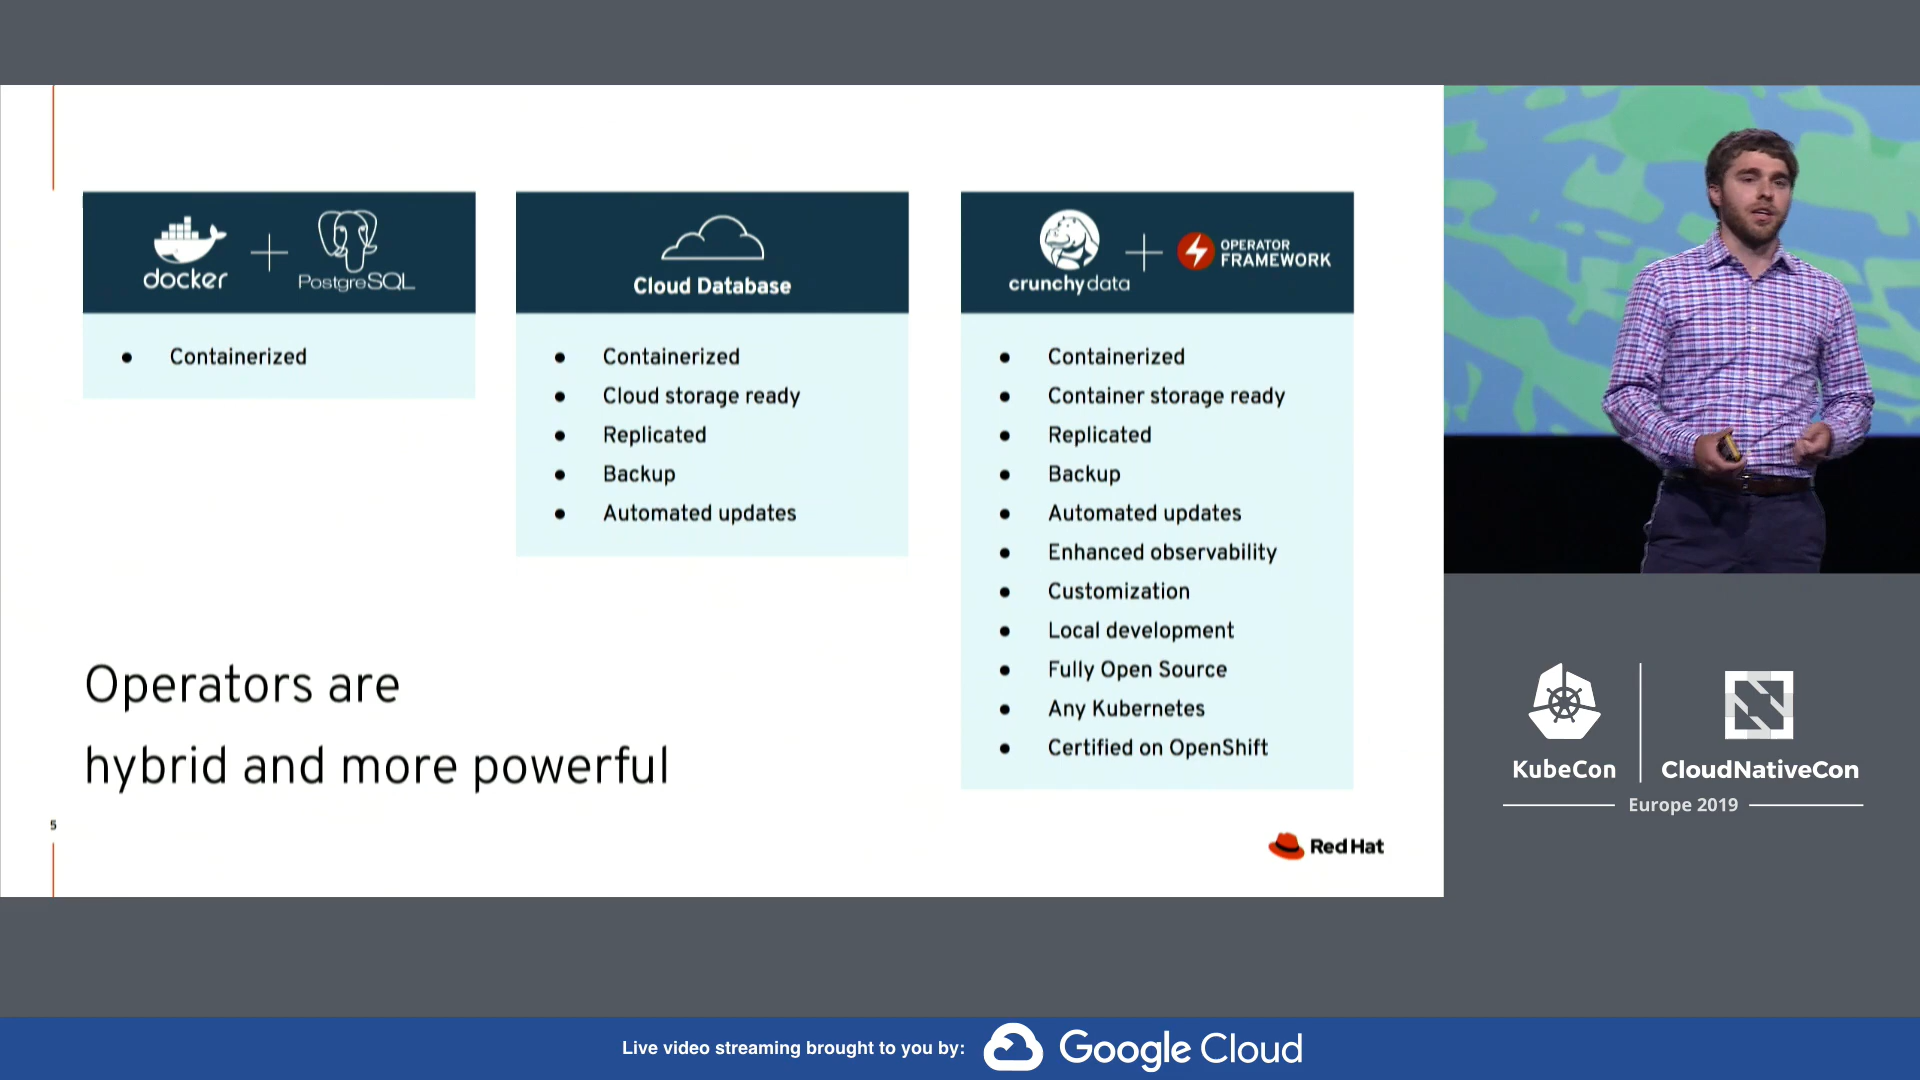 docker
PostgreSQL
Containerized
Cloud Database
Containerized
Cloud storage ready
Replicated
Backup
Automated updates
crunchydata
OPERATOR
FRAMEWORK
Containerized
Container storage ready
Replicated
Backup
Automated updates
Enhanced observability
Customization
Local development
Fully Open Source
Any Kubernetes
Certified on OpenShift
Operators are
hybrid and more powerful
5
Red Hat
KubeCon
CloudNativeCon
Europe 2019
Live video streaming brought to you by:
Google Cloud